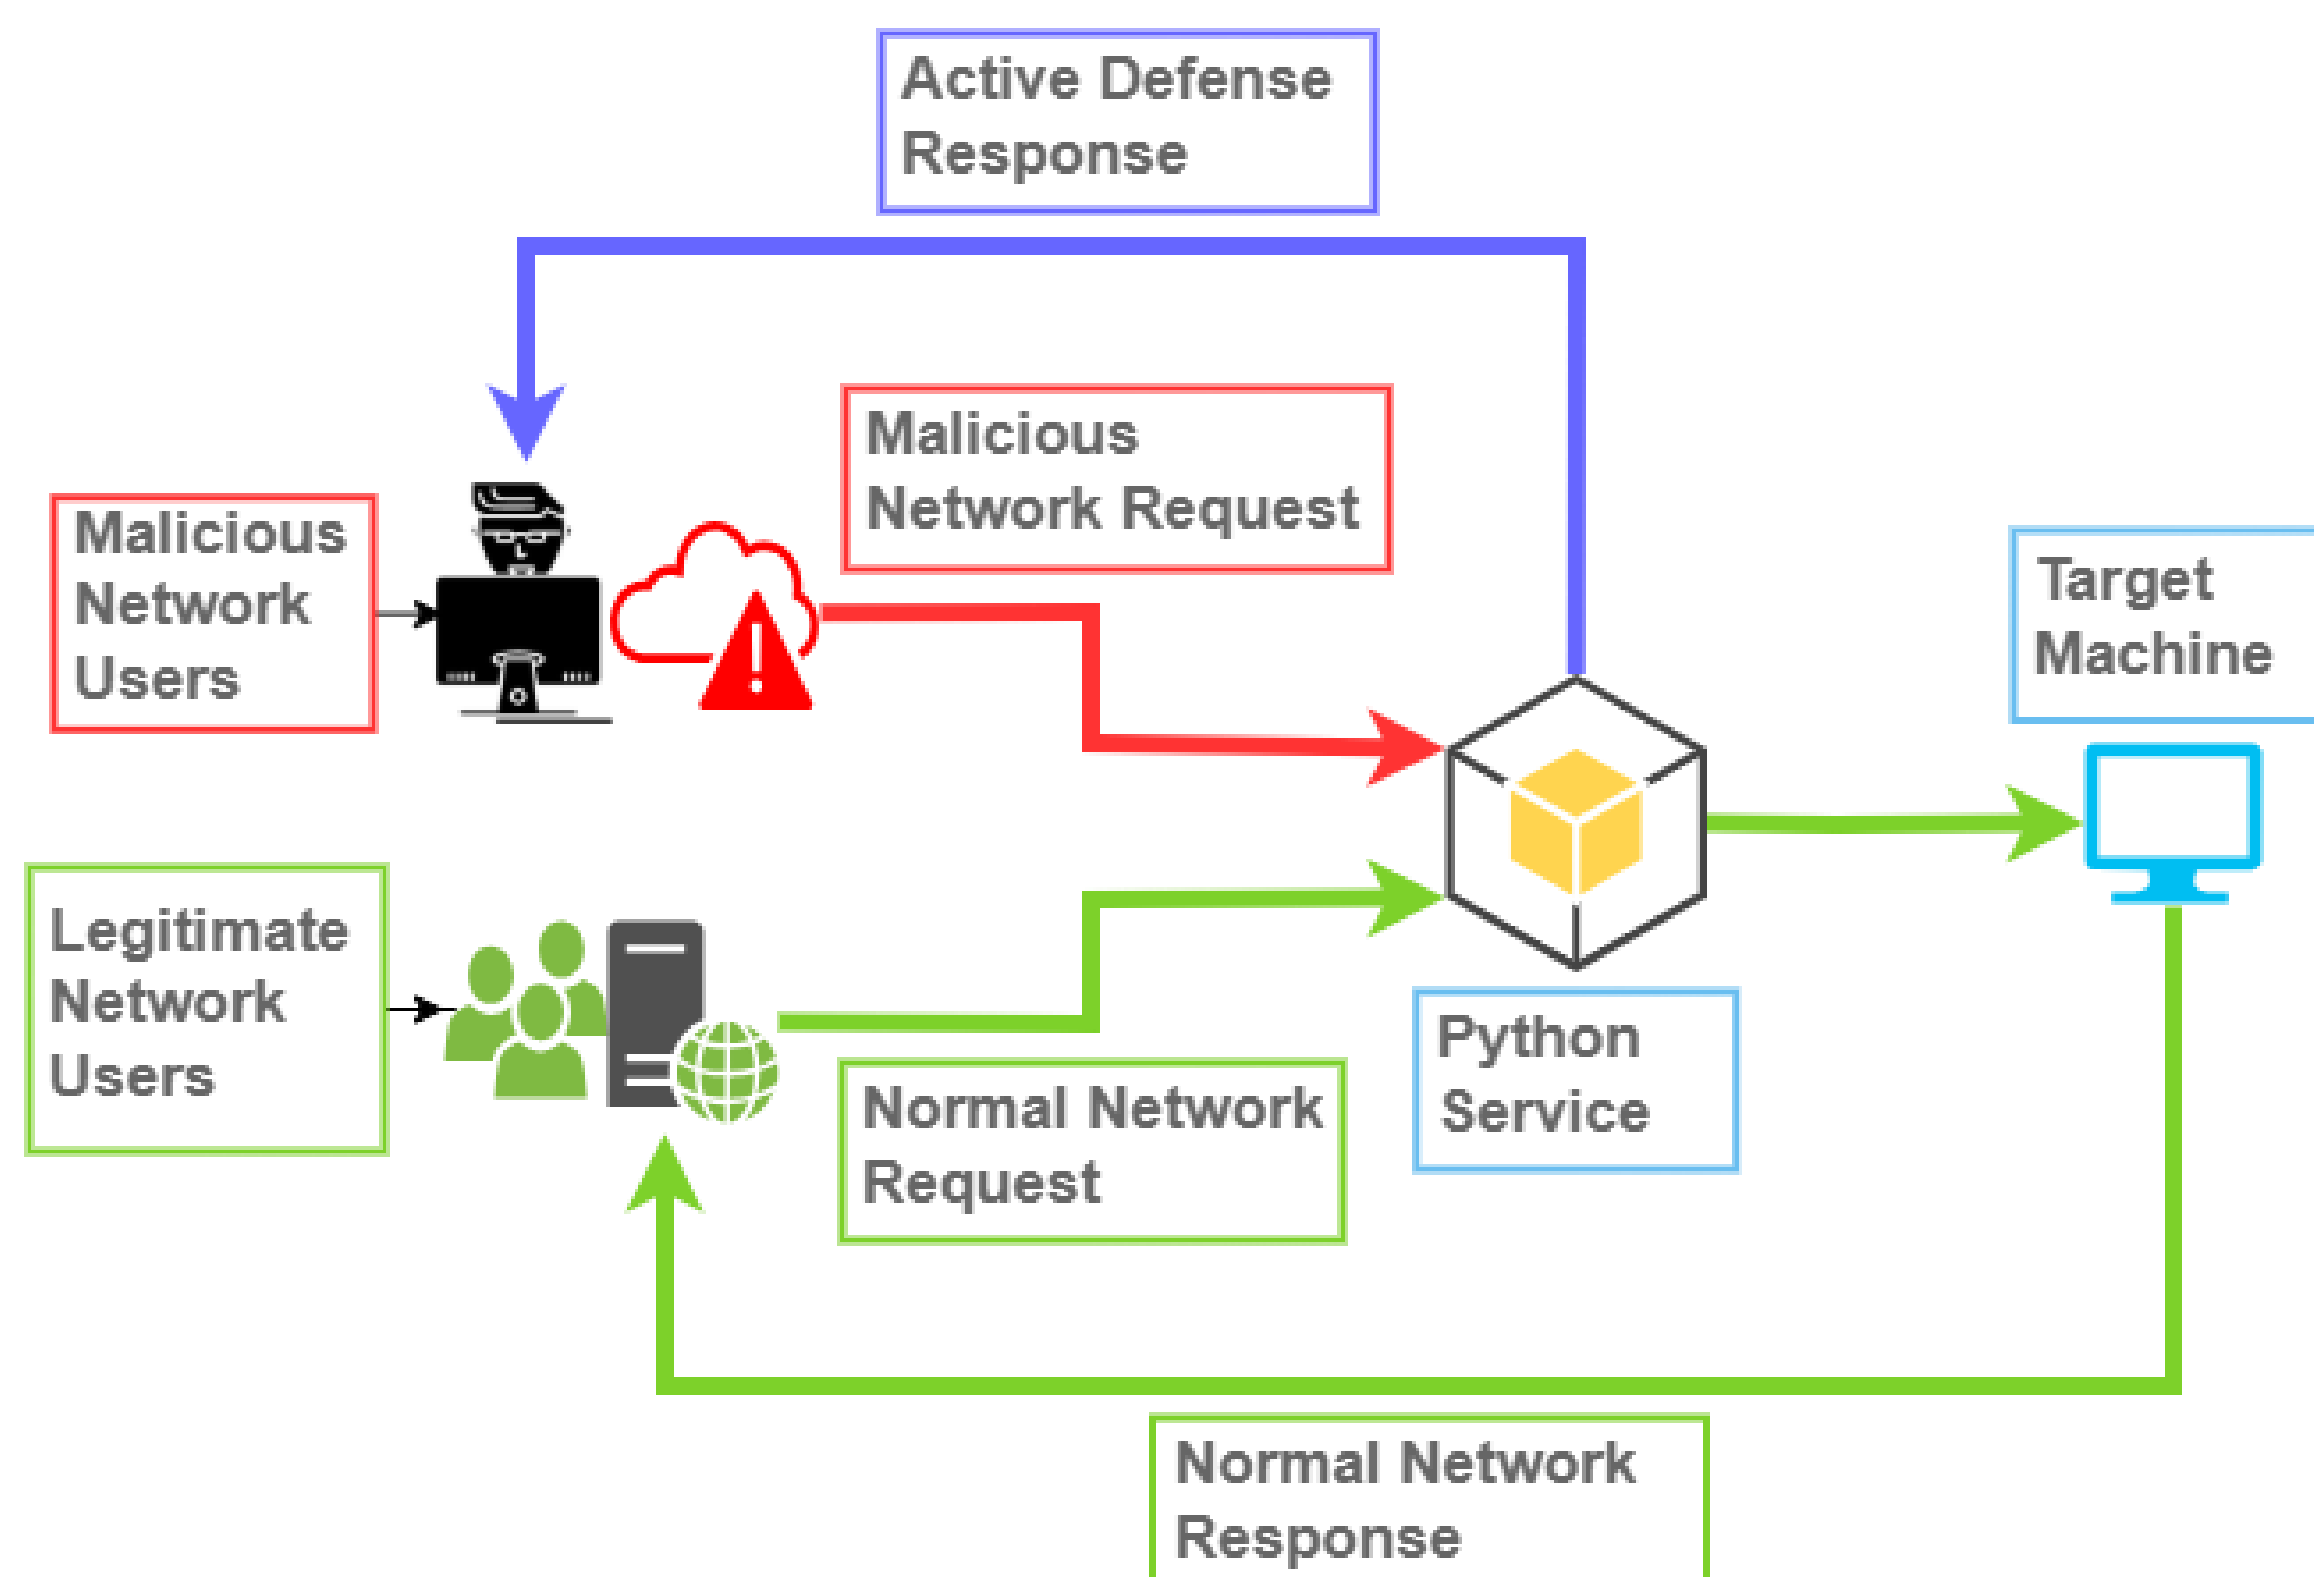 Active Defense
Response
Malicious
Network Request
Malicious
Network
Users
Target
Machine
Legitimate
Network
Users
Python
Service
Normal Network
Request
Normal Network
Response